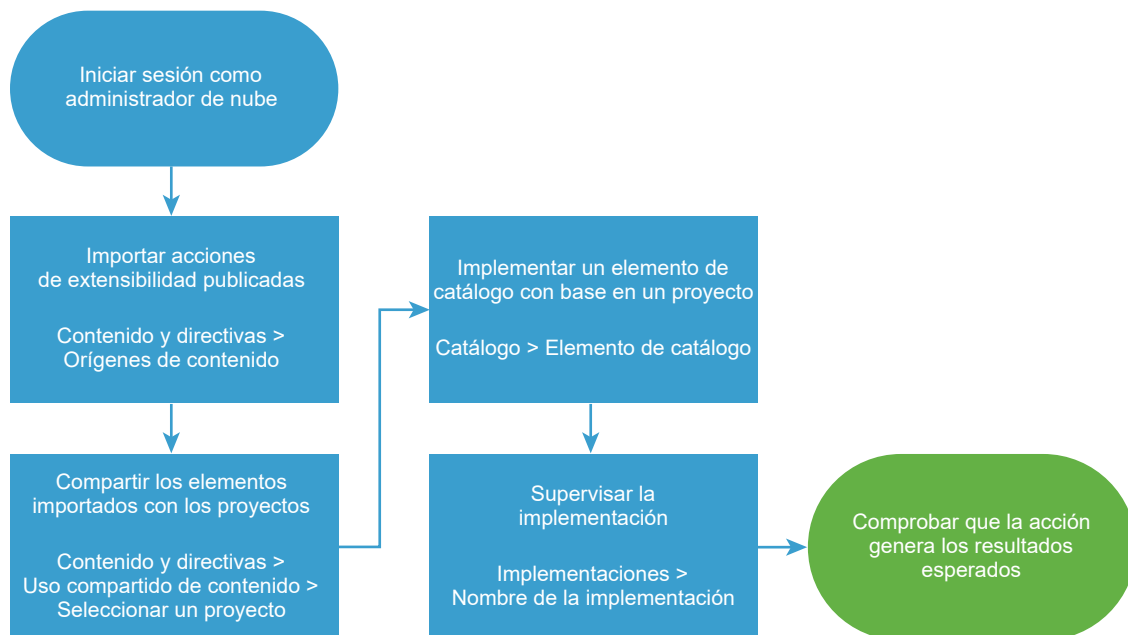 Iniciar sesión como
administrador de nube
Importar acciones
de extensibilidad publicadas
Contenido y directivas >
Orígenes de contenido
Compartir los elementos
importados con los proyectos
Contenido y directivas >
Uso compartido de contenido >
Seleccionar un proyecto
Implementar un elemento de
catálogo con base en un proyecto
Catálogo > Elemento de catálogo
Supervisar la
implementación
Implementaciones >
Nombre de la implementación
Comprobar que la acción
genera los resultados
esperados